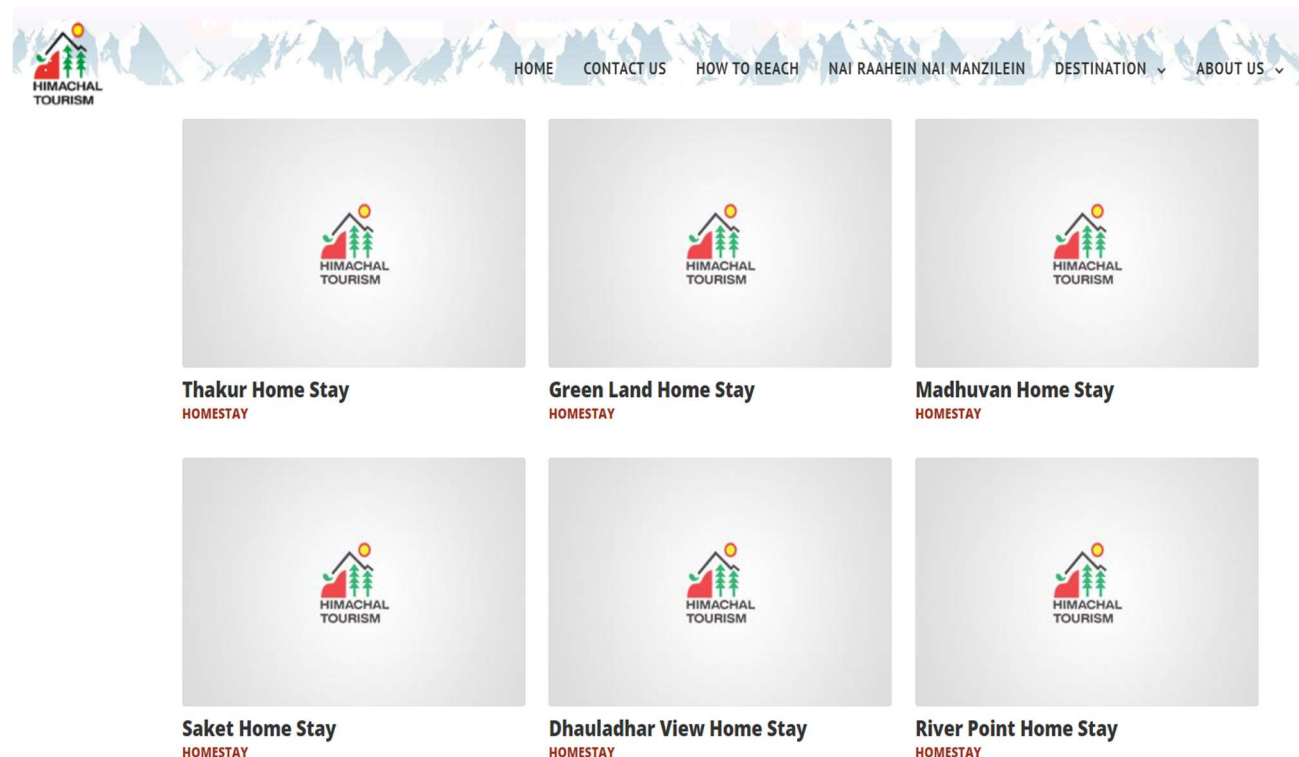 HIMACHAL
TOURISM
HOME CONTACT US HOW TO REACH NAI RAAHEIN NAI MANZILEIN DESTINATION ABOUT US
HIMACHAL
TOURISM
HIMACHAL
TOURISM
HIMACHAL
TOURISM
Thakur Home Stay
HOMESTAY
Green Land Home Stay
HOMESTAY
Madhuvan Home Stay
HOMESTAY
HIMACHAL
TOURISM
HIMACHAL
TOURISM
HIMACHAL
TOURISM
Saket Home Stay
HOMESTAY
Dhauladhar View Home Stay
HOMESTAY
River Point Home Stay
HOMESTAY